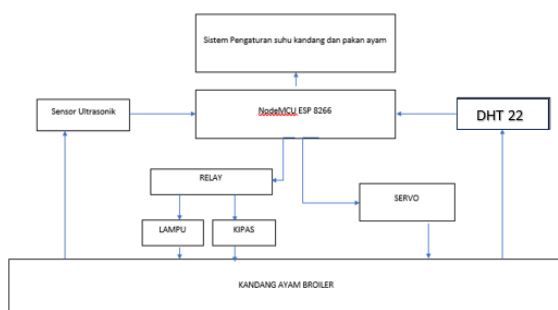 Sistem Pengaturan suhu kandang dan pakan ayam
Sensor Ultrasonik
NodeMCU ESP 8266
DHT 22
RELAY
SERVO
LAMPU
KIPAS
KANDANG AYAM BROILER